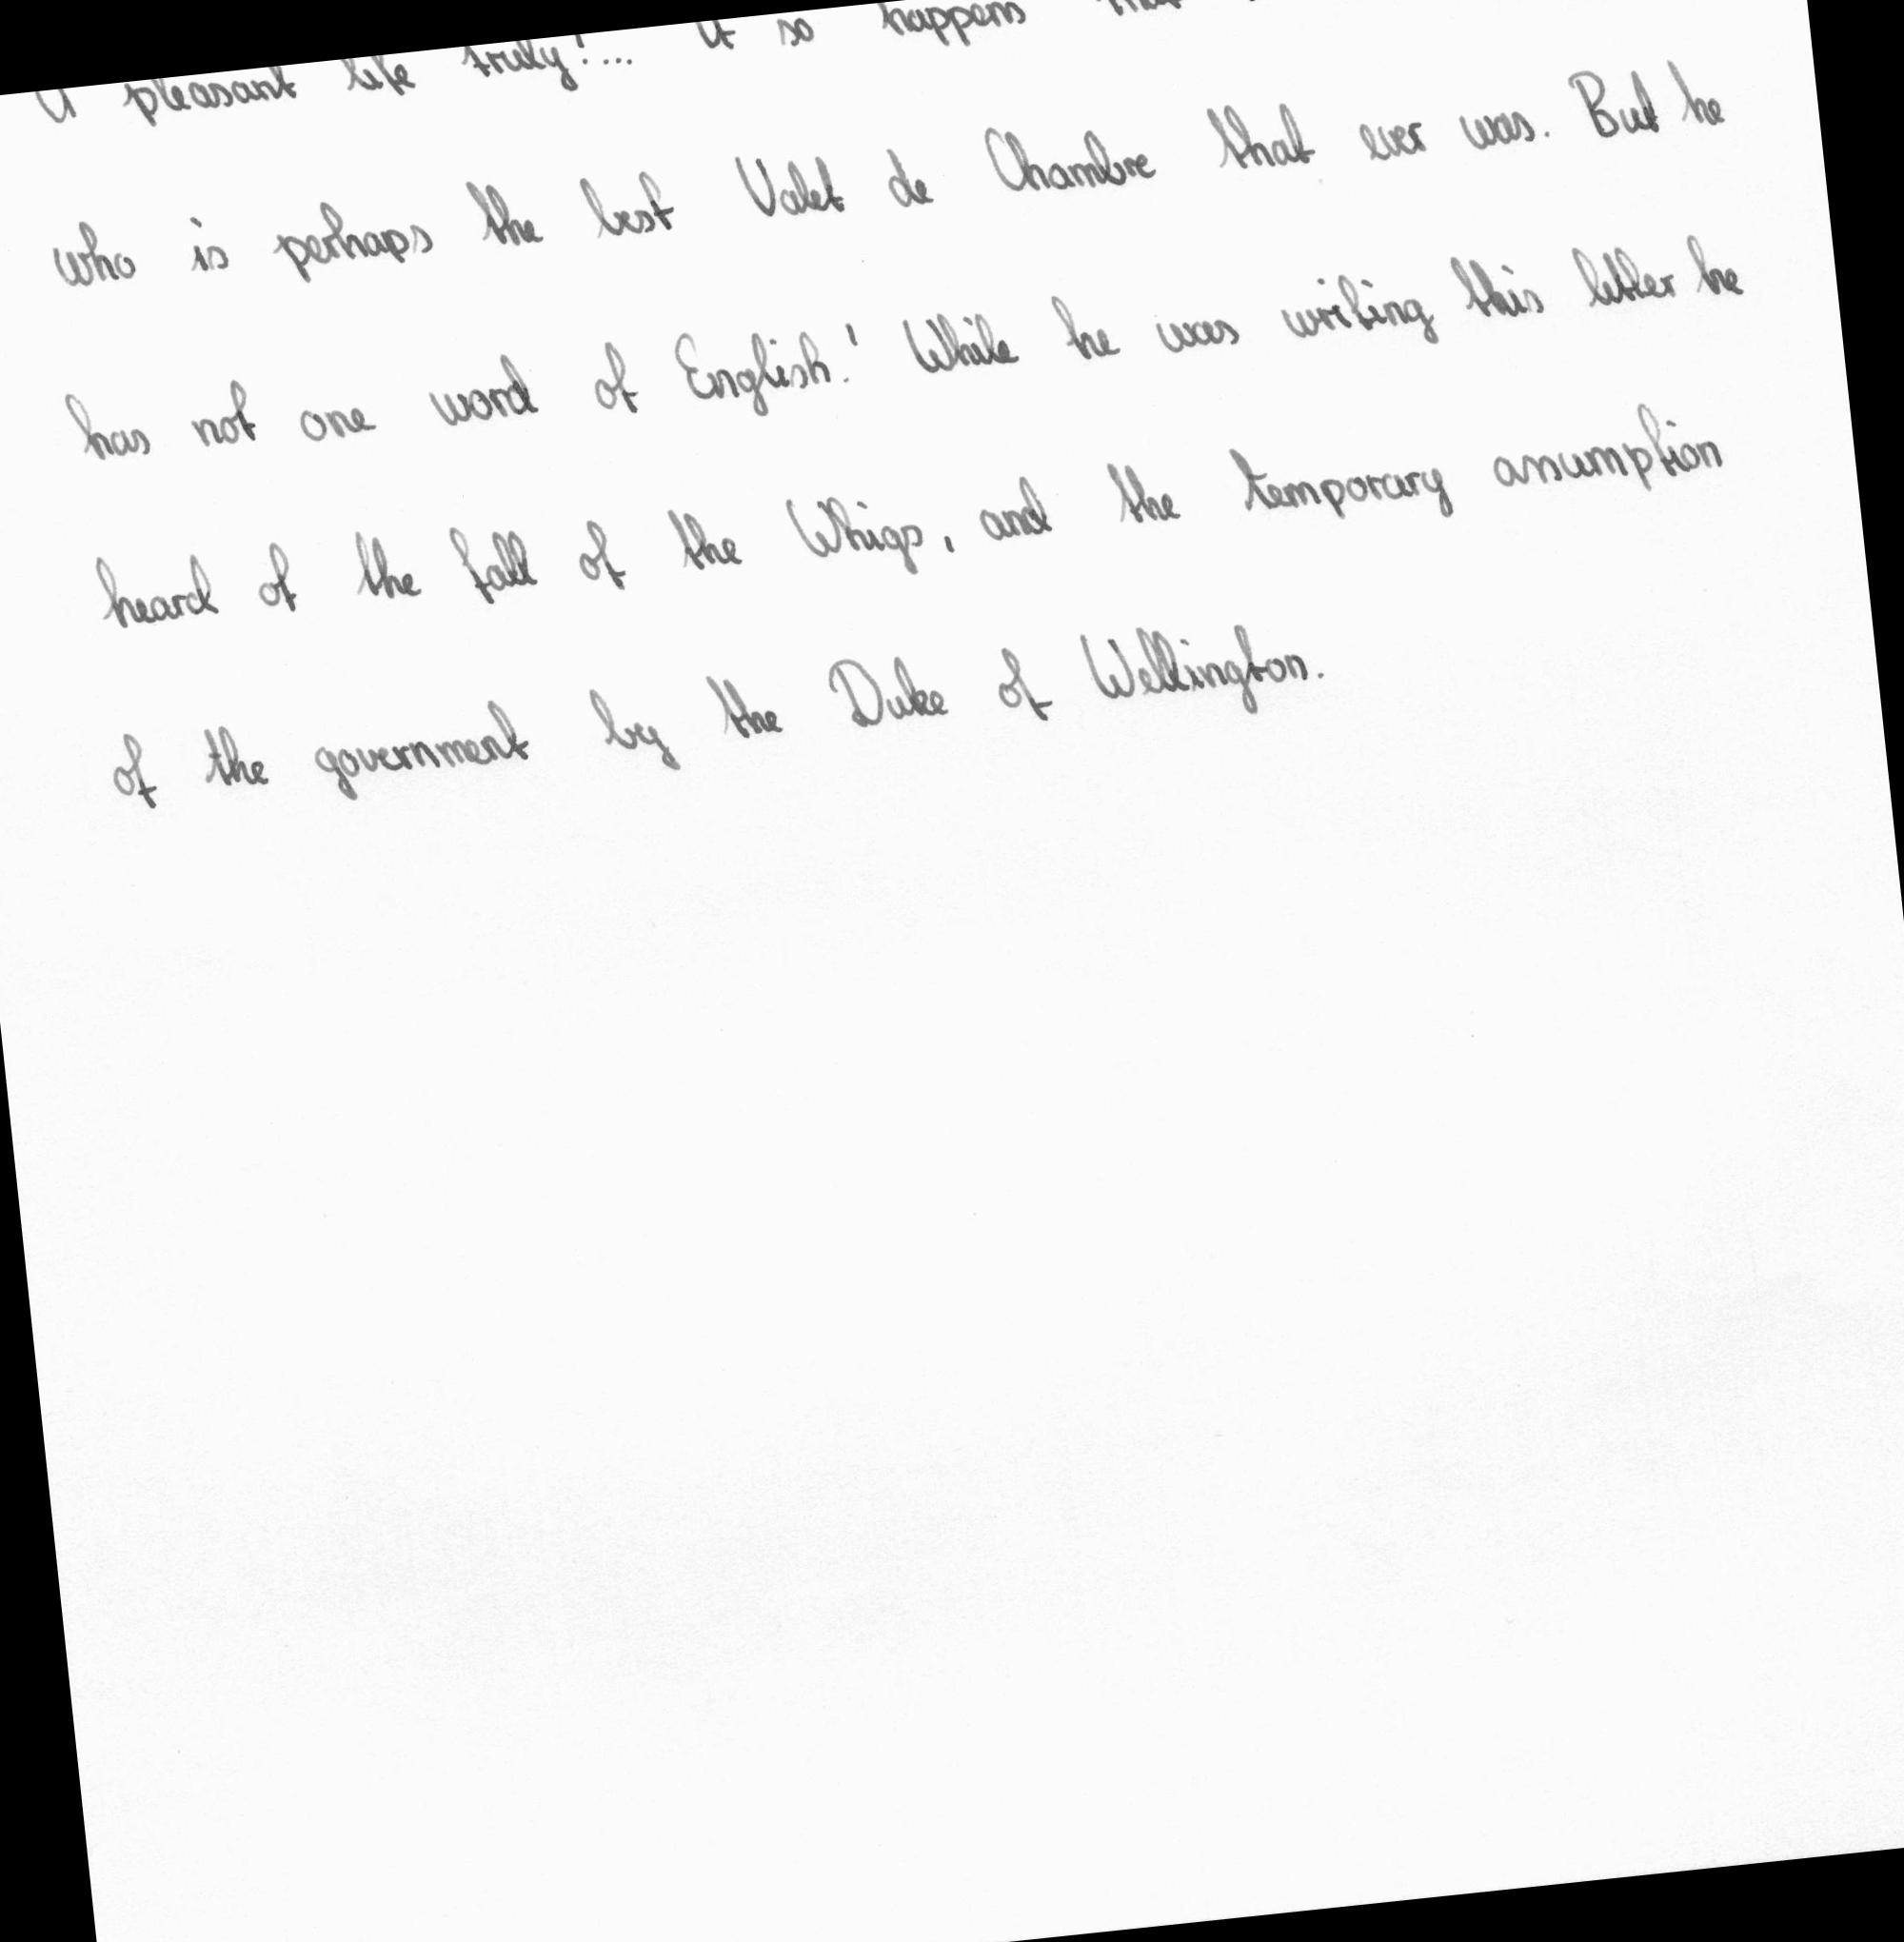 A pleasant life truly!... It so happens that
who is perhaps the best Valet de Chambre that ever was. But he
has not one word of English! While he was writing this letter he
heard of the fall of the Whigs, and the temporary assumption
of the government by the Duke of Wellington.